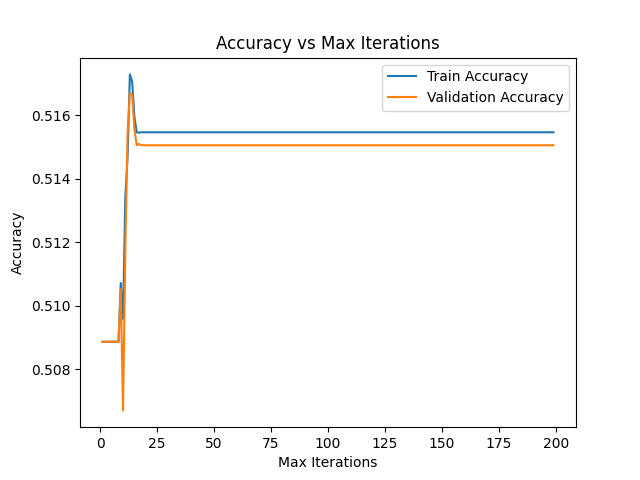 Accuracy vs Max Iterations
Train Accuracy
Validation Accuracy
0.516
0.514
0.512
0.510
0.508
Accuracy
0 25 50 75 100 125 150 175 200
Max Iterations